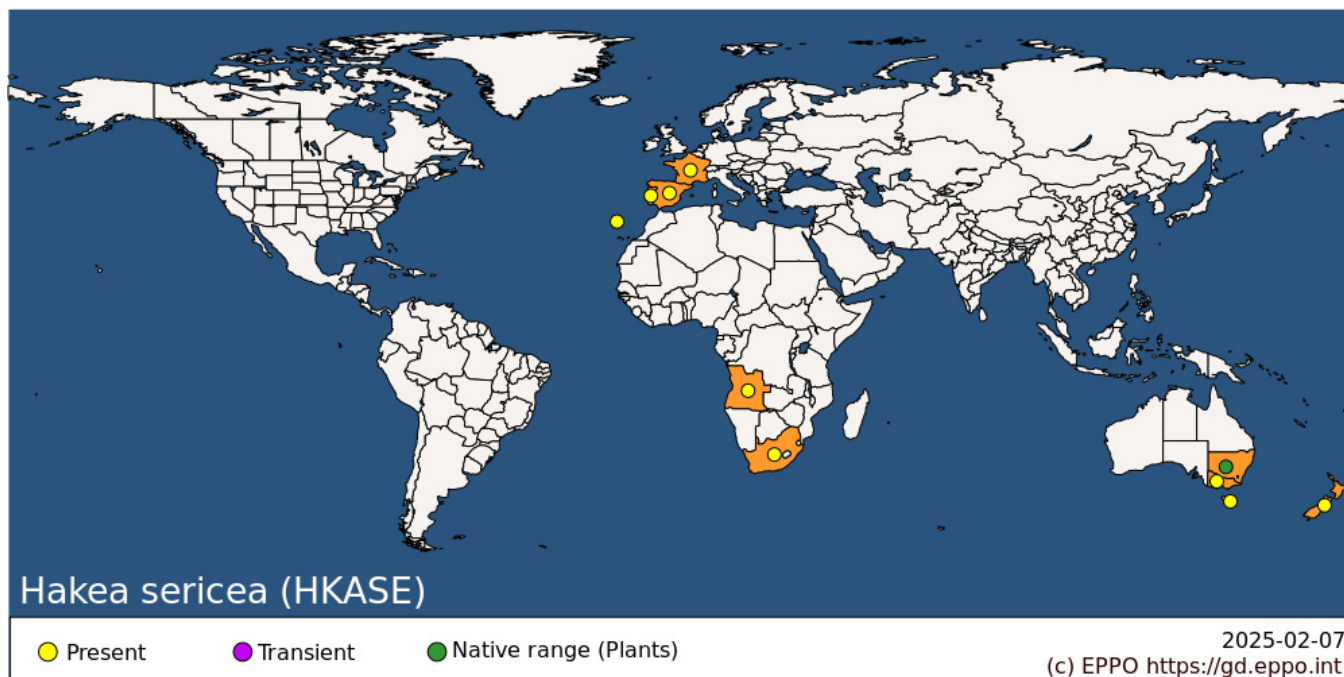 Hakea sericea (HKASE)
Present
Transient
Native range (Plants)
2025-02-07
(c) EPPO https://gd.eppo.int